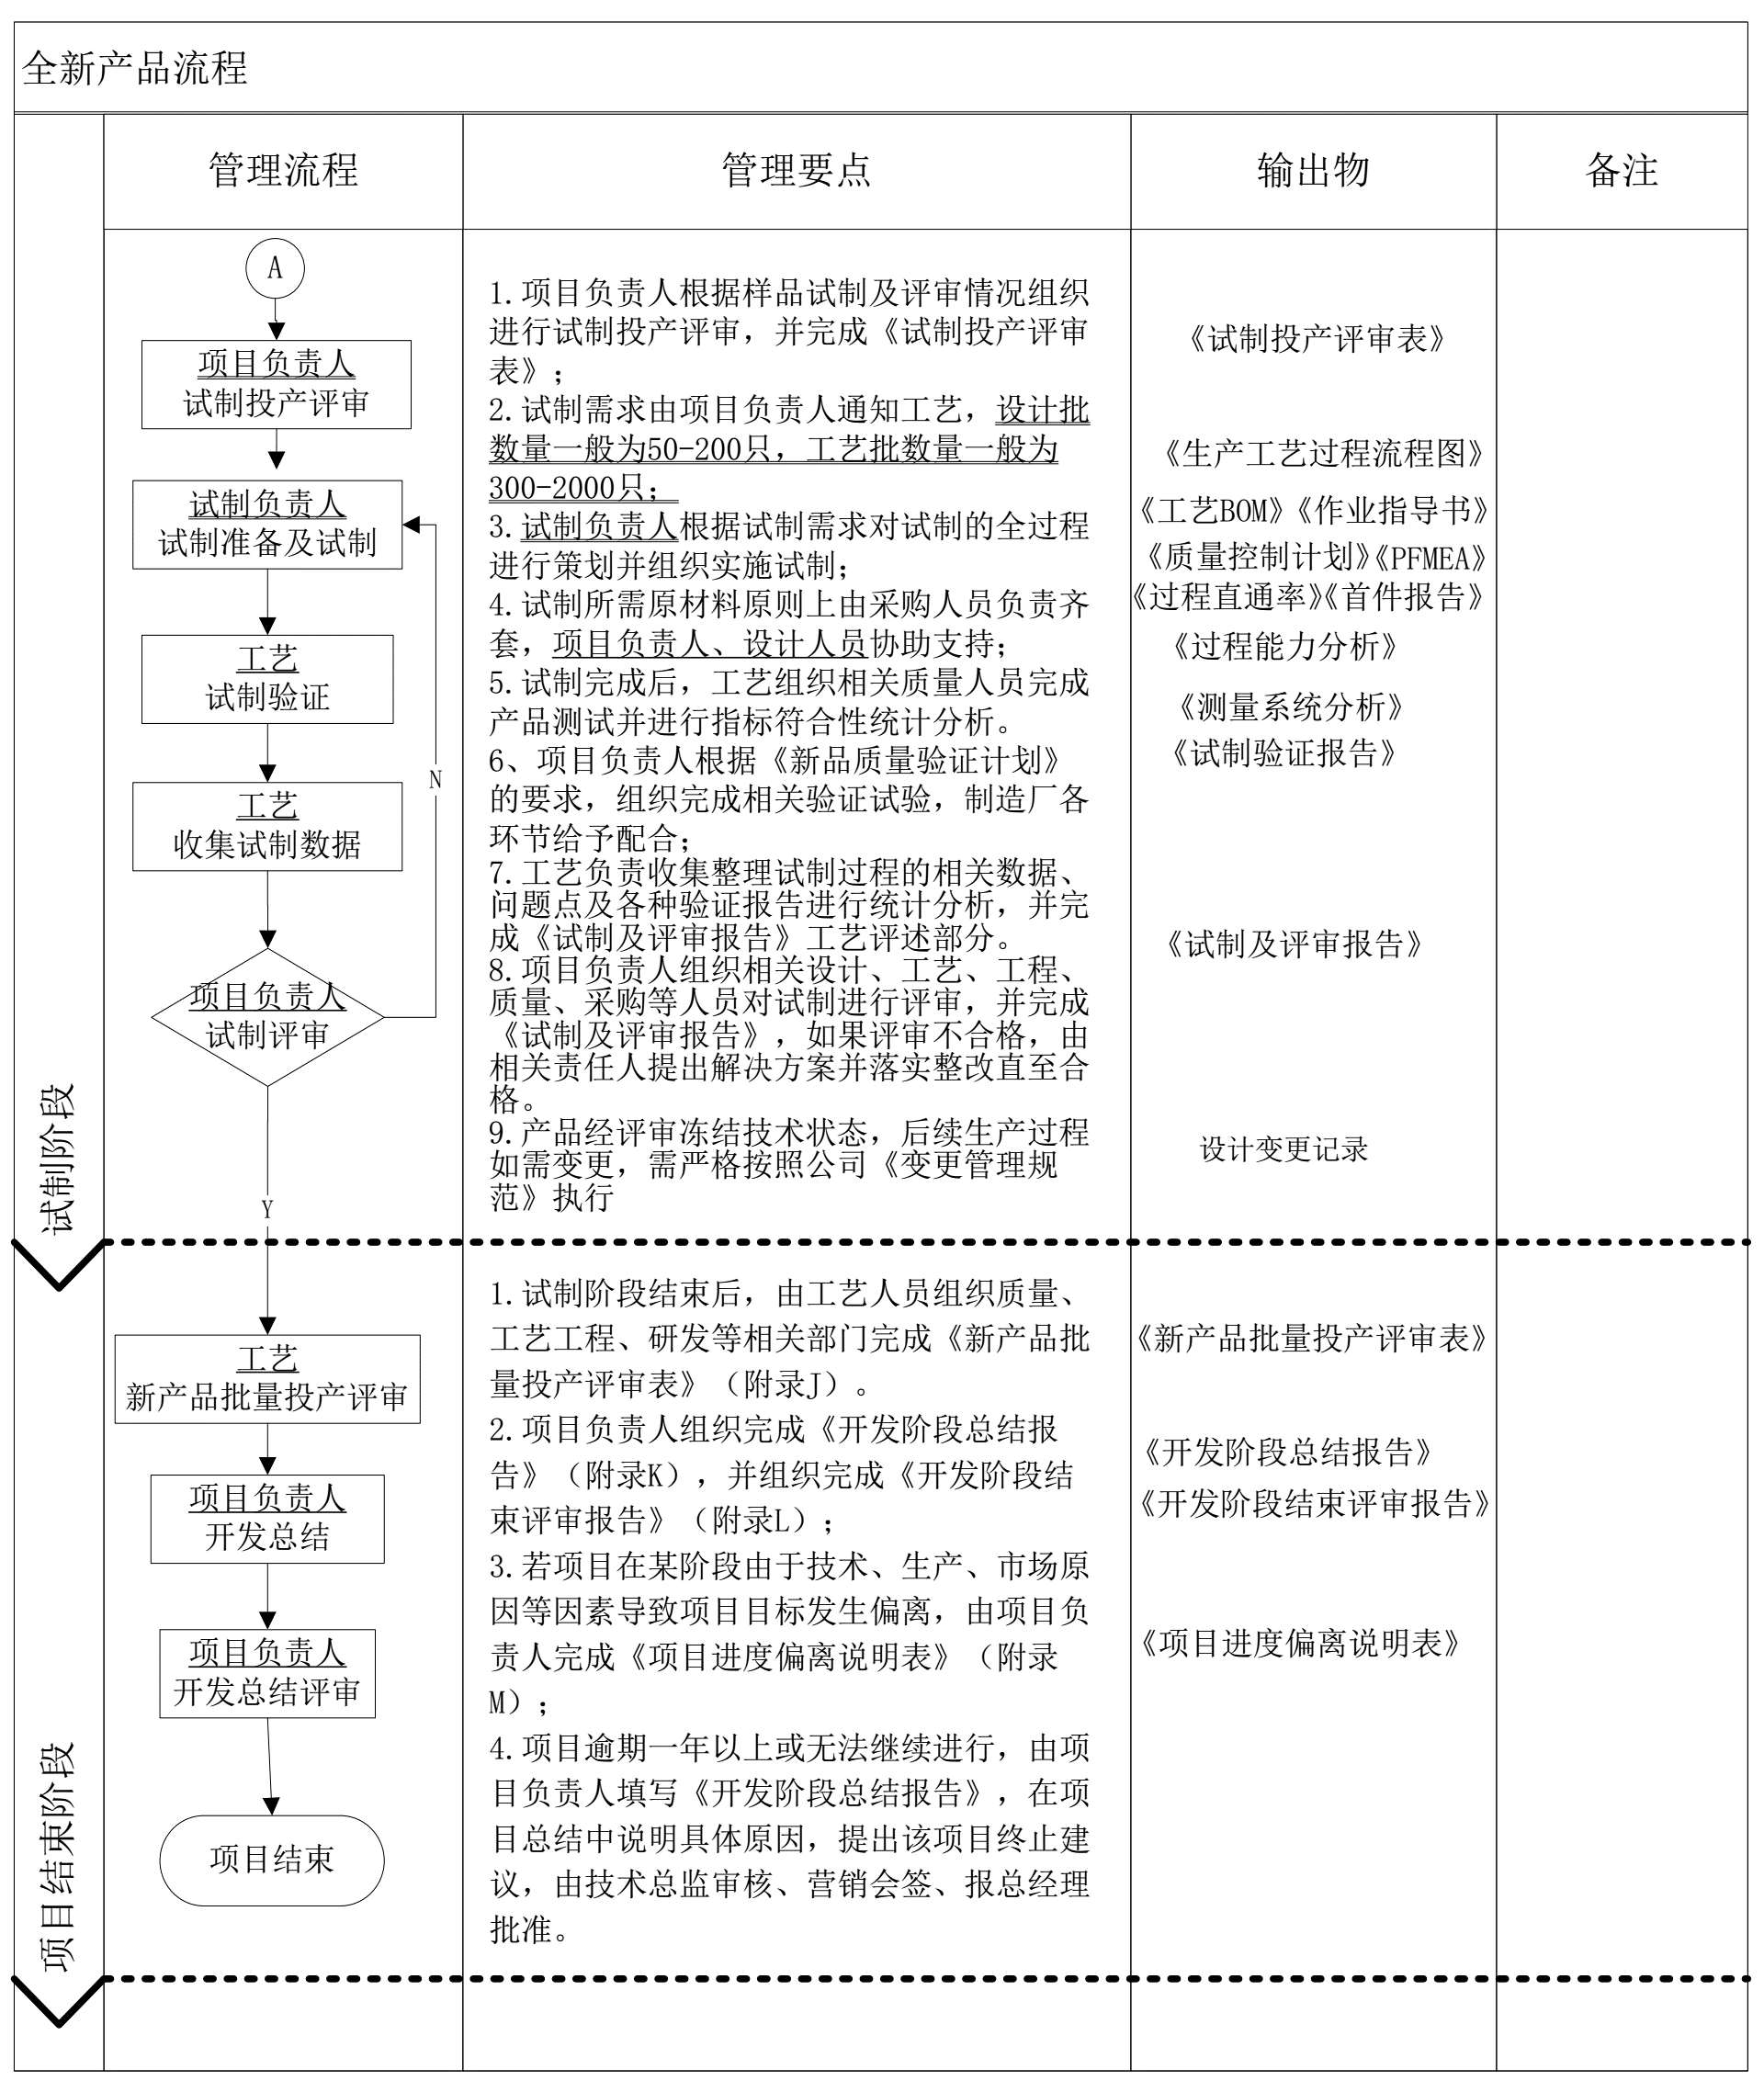 全新产品流程
管理流程
管理要点
输出物
备注
试制阶段
A
项目负责人
试制投产评审
试制负责人
试制准备及试制
工艺
试制验证
N
工艺
收集试制数据
项目负责人
试制评审
Y
1.项目负责人根据样品试制及评审情况组织
进行试制投产评审，并完成《试制投产评审
表》；
2.试制需求由项目负责人通知工艺，设计批
数量一般为50-200只，工艺批数量一般为
300-2000只；
3.试制负责人根据试制需求对试制的全过程
进行策划并组织实施试制；
4.试制所需原材料原则上由采购人员负责齐
套，项目负责人、设计人员协助支持；
5.试制完成后，工艺组织相关质量人员完成
产品测试并进行指标符合性统计分析。
6、项目负责人根据《新品质量验证计划》
的要求，组织完成相关验证试验，制造厂各
环节给予配合；
7.工艺负责收集整理试制过程的相关数据、
问题点及各种验证报告进行统计分析，并完
成《试制及评审报告》工艺评述部分。
8.项目负责人组织相关设计、工艺、工程、
质量、采购等人员对试制进行评审，并完成
《试制及评审报告》，如果评审不合格，由
相关责任人提出解决方案并落实整改直至合
格。
9.产品经评审冻结技术状态，后续生产过程
如需变更，需严格按照公司《变更管理规
范》执行
《试制投产评审表》
《生产工艺过程流程图》
《工艺BOM》《作业指导书》
《质量控制计划》《PFMEA》
《过程直通率》《首件报告》
《过程能力分析》
《测量系统分析》
《试制验证报告》
《试制及评审报告》
设计变更记录
项目结束阶段
工艺
新产品批量投产评审
项目负责人
开发总结
项目负责人
开发总结评审
项目结束
1.试制阶段结束后，由工艺人员组织质量、
工艺工程、研发等相关部门完成《新产品批
量投产评审表》（附录J）。
2.项目负责人组织完成《开发阶段总结报
告》（附录K），并组织完成《开发阶段结
束评审报告》（附录L）；
3.若项目在某阶段由于技术、生产、市场原
因等因素导致项目目标发生偏离，由项目负
责人完成《项目进度偏离说明表》（附录
M）；
4.项目逾期一年以上或无法继续进行，由项
目负责人填写《开发阶段总结报告》，在项
目总结中说明具体原因，提出该项目终止建
议，由技术总监审核、营销会签、报总经理
批准。
《新产品批量投产评审表》
《开发阶段总结报告》
《开发阶段结束评审报告》
《项目进度偏离说明表》